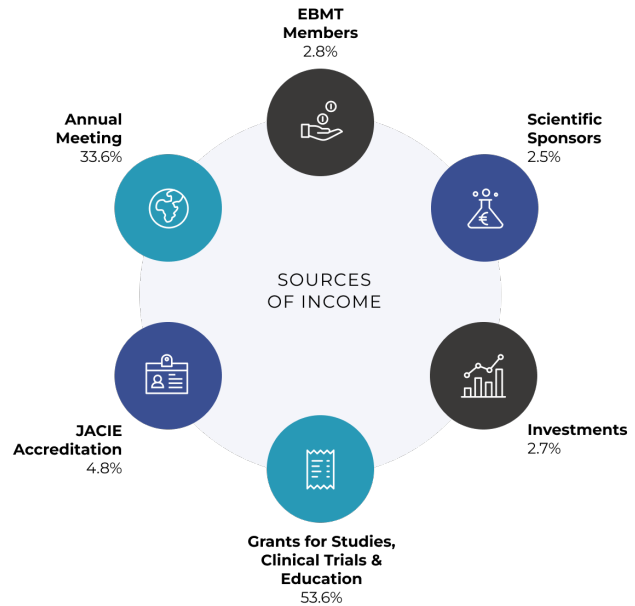 EBMT
Members
2.8%
Scientific
Sponsors
2.5%
Investments
2.7%
Grants for Studies,
Clinical Trials &
Education
53.6%
JACIE
Accreditation
4.8%
Annual
Meeting
33.6%
SOURCES
OF INCOME
€